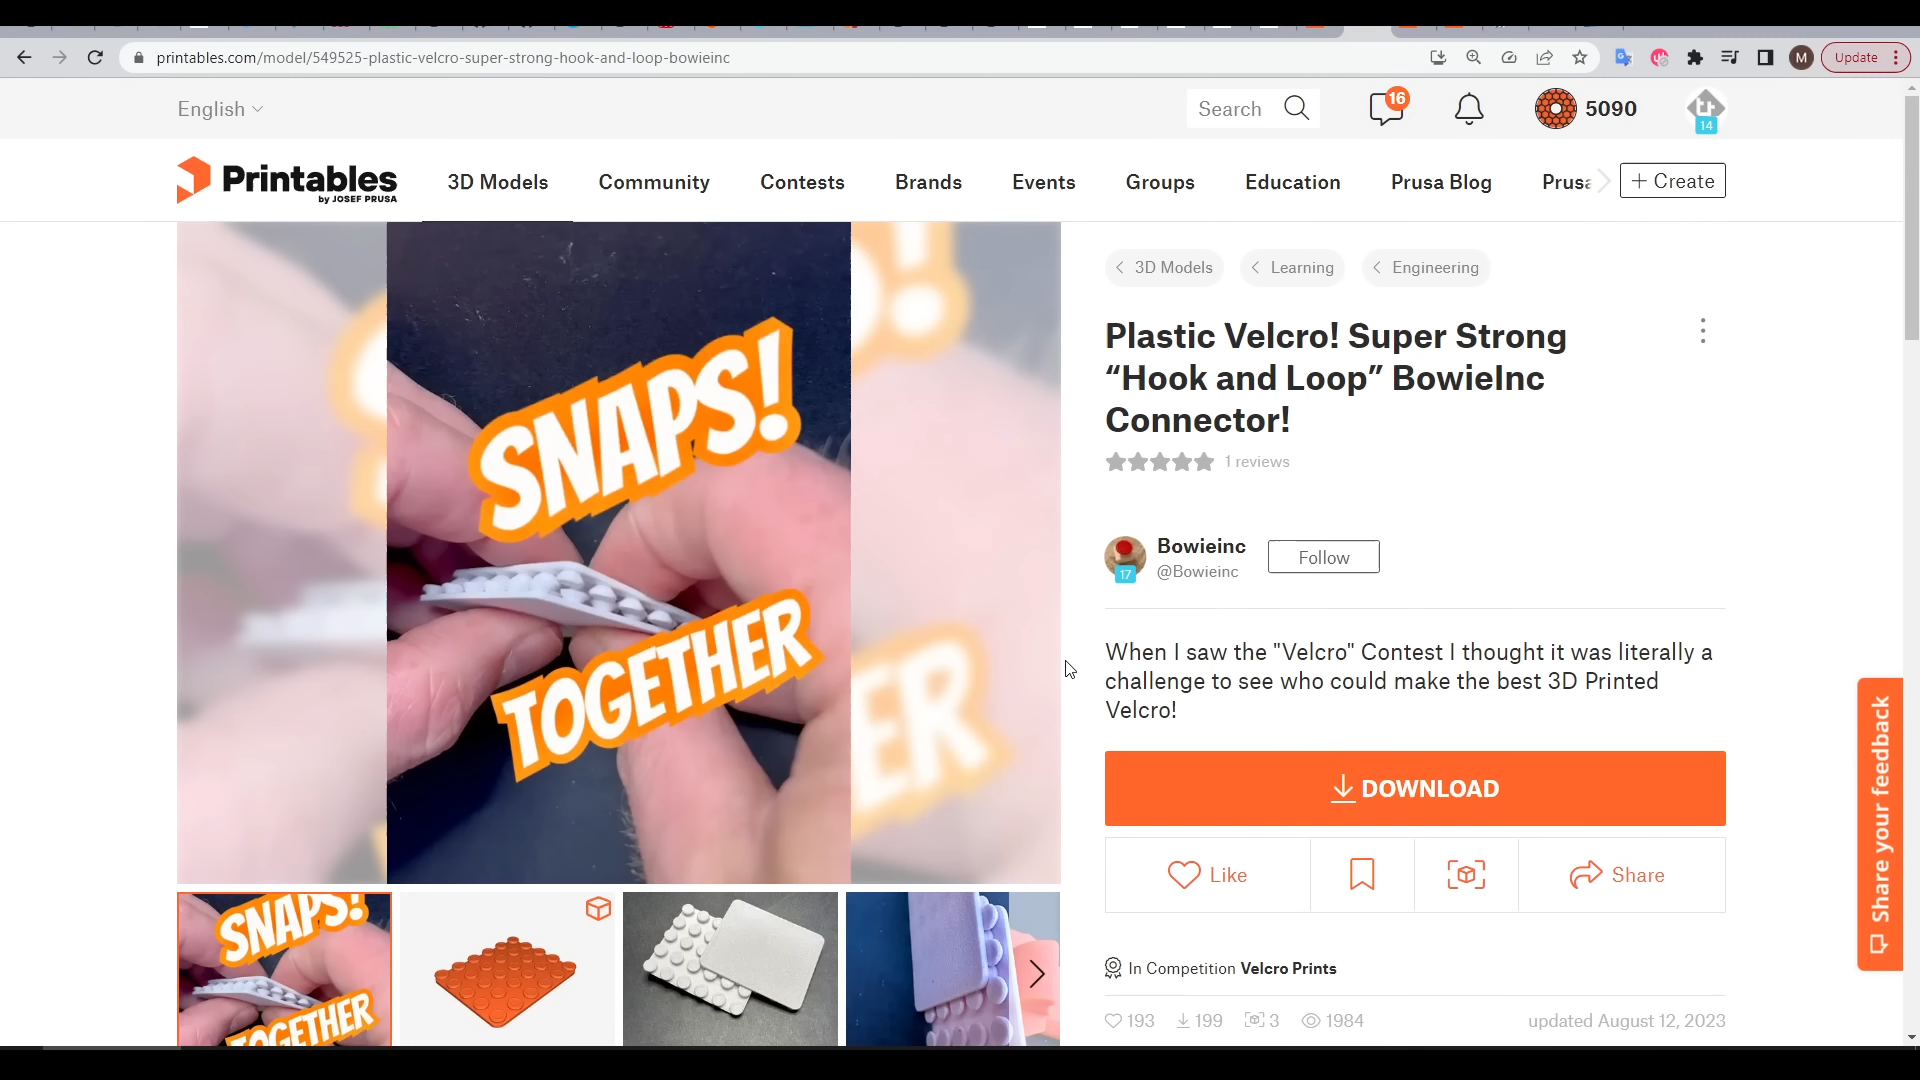 printables.com/model/549525-plastic-velcro-super-strong-hook-and-loop-bowieinc
M
Update
English
Search
16
5090
14
Printables
by JOSEF PRUSA
3D Models
Community
Contests
Brands
Events
Groups
Education
Prusa Blog
Prusa
+ Create
SNAPS!
TOGETHER
ER
3D Models
Learning
Engineering
Plastic Velcro! Super Strong
“Hook and Loop” BowieInc
Connector!
1 reviews
Bowieinc
@Bowieinc
17
Follow
When I saw the "Velcro" Contest I thought it was literally a
challenge to see who could make the best 3D Printed
Velcro!
DOWNLOAD
Like
Share
In Competition Velcro Prints
193
199
3
1984
updated August 12, 2023
Share your feedback
SNAPS!
TOGETHER